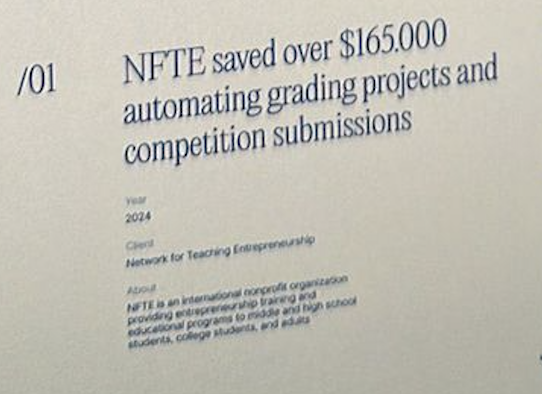 /01
NFTE saved over $165.000
automating grading projects and
competition submissions
Year
2024
Client
Network for Teaching Entrepreneurship
About
NFTE is an international nonprofit organization
providing entrepreneurship training and
educational programs to middle and high school
students, college students, and adults